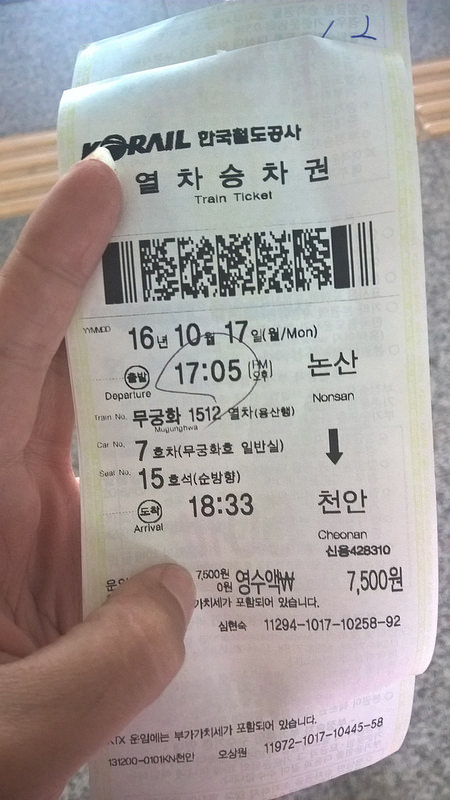 12
KORAIL 한국철도공사
열차승차권
Train Ticket
YYMMDD 16년 10월 17일(월/Mon)
출발 17:05 (PM 오후) 논산
Departure Nonsan
Train No. 무궁화 1512 열차(용산행)
Mugunghwa
Car No. 7 호차(무궁화호 일반실)
Seat No. 15 호석(순방향)
도착 18:33 천안
Arrival Cheonan
신용428310
운임 7,500원 영수액₩ 7,500원
0원
가치세가 포함되어 있습니다.
심현숙 11294-1017-10258-92
KTX 운임에는 부가가치세가 포함되어 있습니다.
131200-0101KN천안 오상원 11972-1017-10445-58